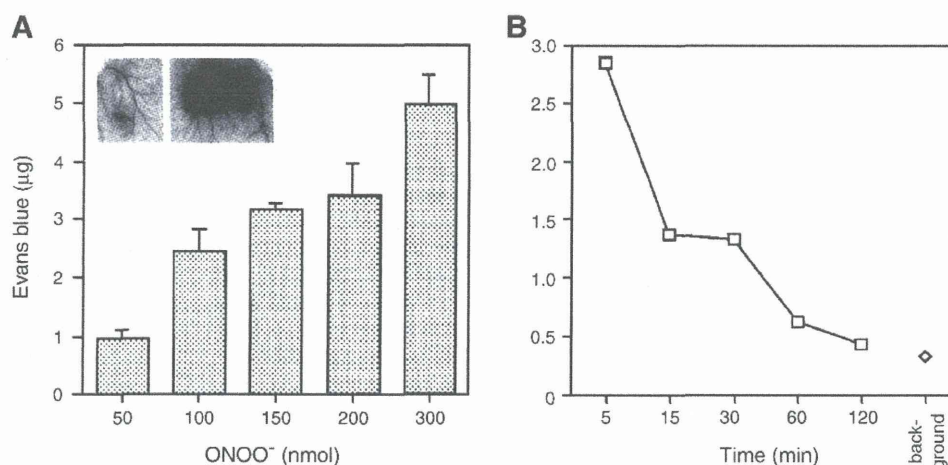 A
6
5
4
3
2
1
0
Evans blue (µg)
50 100 150 200 300
ONOO⁻ (nmol)
B
3.0
2.5
2.0
1.5
1.0
0.5
0
5 15 30 60 120 back-
ground
Time (min)